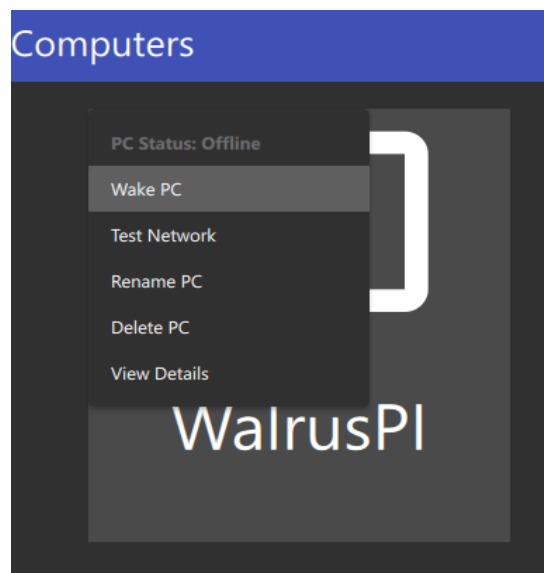 Computers
PC Status: Offline
Wake PC
Test Network
Rename PC
Delete PC
View Details
WalrusPI